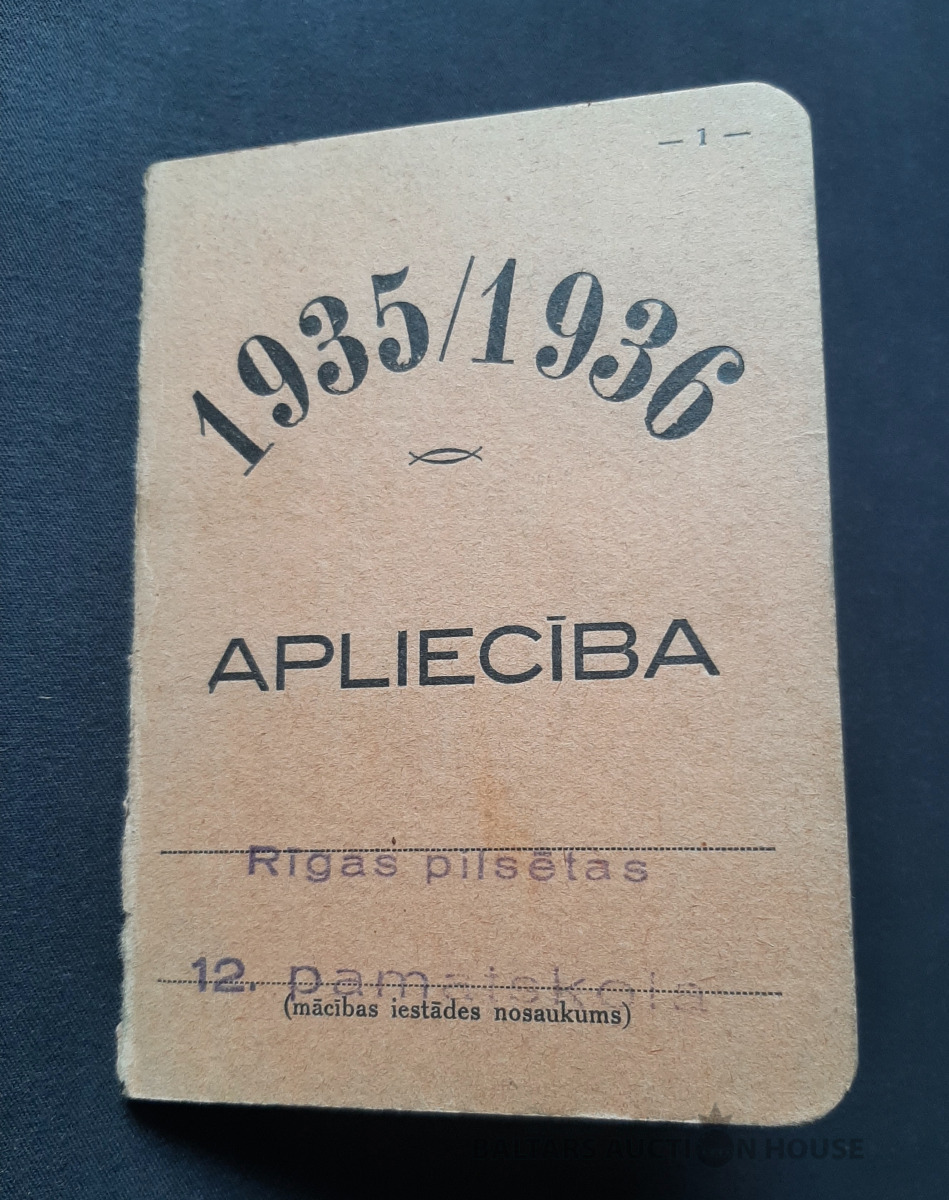 — 1 —
1935/1936
APLIECĪBA
Rīgas pilsētas
12. pamatskola
(mācības iestādes nosaukums)
BALTARS AUCTION HOUSE